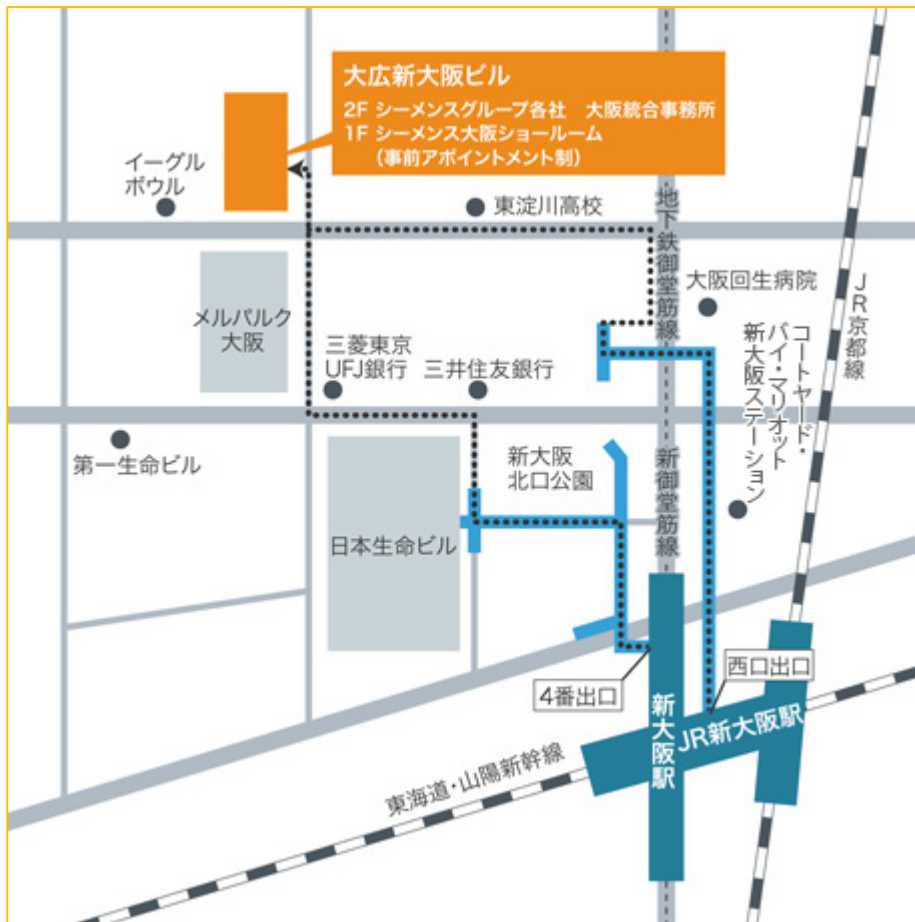 大広新大阪ビル
2F シーメンスグループ各社　大阪統合事務所
1F シーメンス大阪ショールーム
（事前アポイントメント制）
イーグル
ボウル
東淀川高校
地下鉄御堂筋線
大阪回生病院
JR京都線
メルパルク
大阪
コートヤード・
バイ・マリオット
新大阪ステーション
三菱東京
UFJ銀行
三井住友銀行
第一生命ビル
新大阪
北口公園
新御堂筋線
日本生命ビル
4番出口
西口出口
新大阪駅
JR新大阪駅
東海道・山陽新幹線